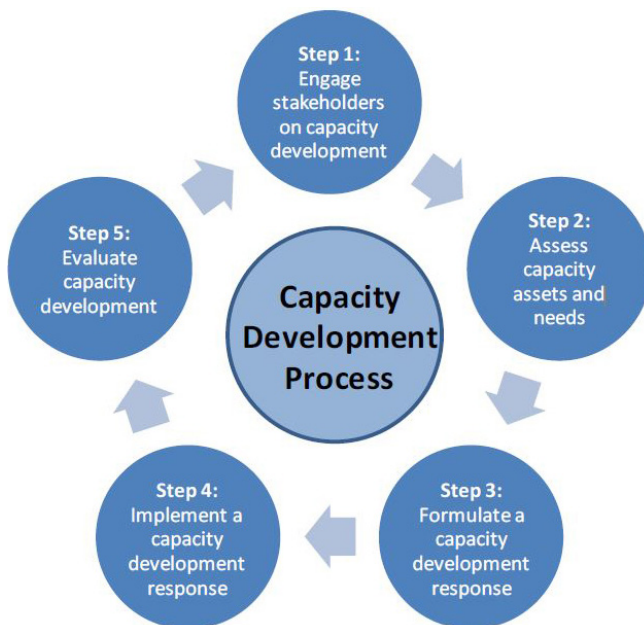 Step 1:
Engage
stakeholders
on capacity
development
Step 2:
Assess
capacity
assets and
needs
Step 3:
Formulate a
capacity
development
response
Step 4:
Implement a
capacity
development
response
Step 5:
Evaluate
capacity
development
Capacity
Development
Process